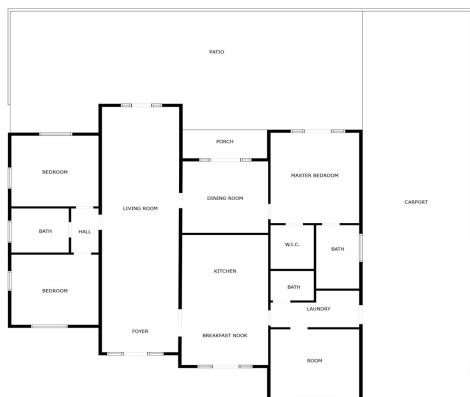 PATIO
PORCH
BEDROOM
MASTER BEDROOM
DINING ROOM
CARPORT
LIVING ROOM
BATH
HALL
W.I.C.
BATH
KITCHEN
BATH
BEDROOM
LAUNDRY
FOYER
BREAKFAST NOOK
ROOM